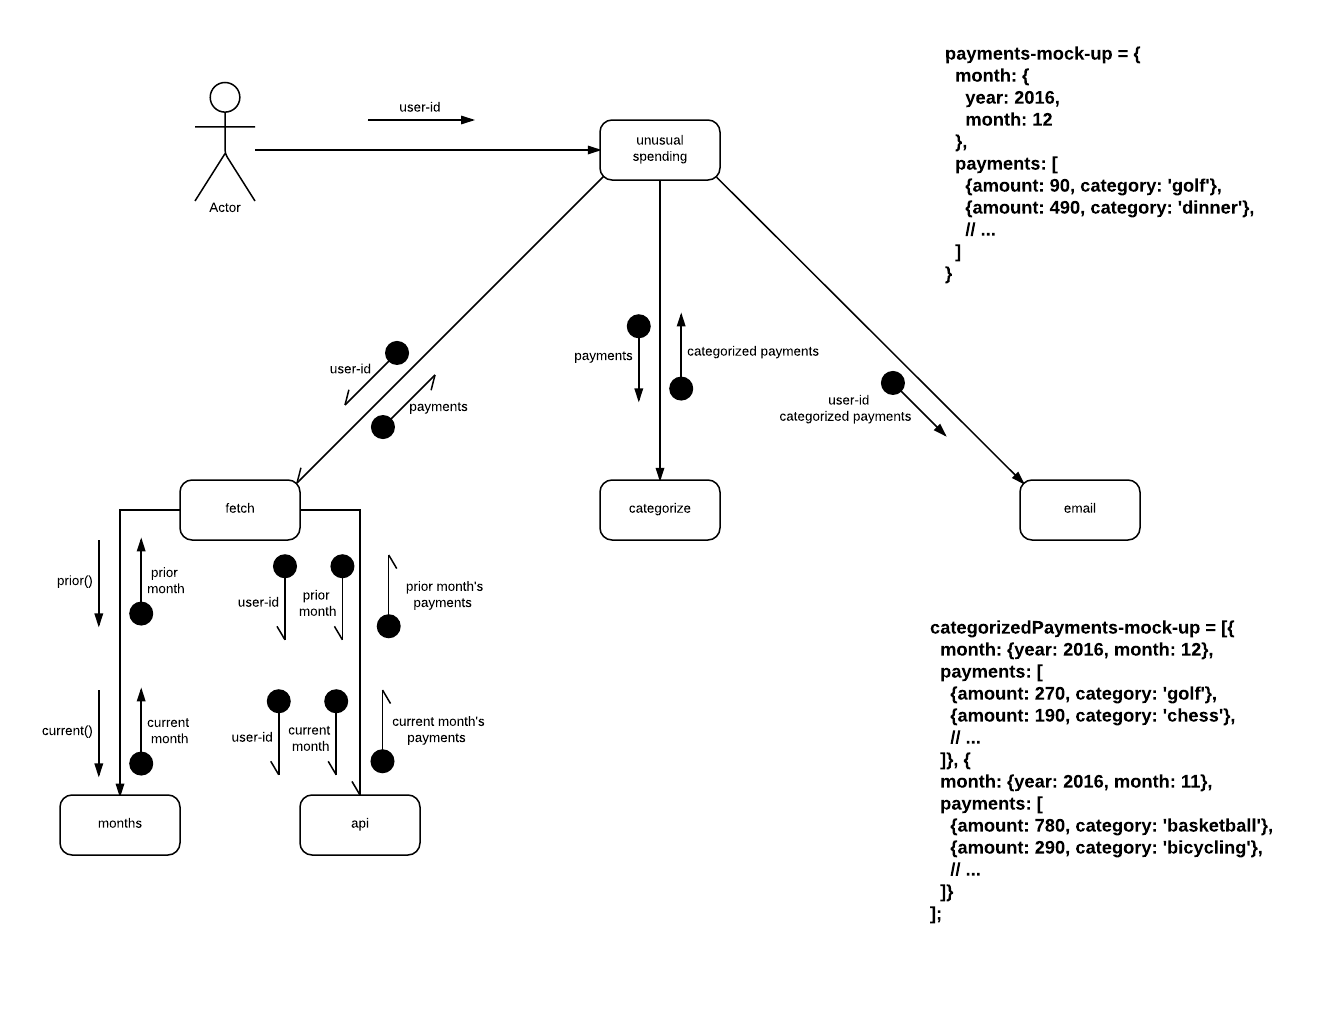 payments-mock-up = {
month: {
year: 2016,
month: 12
},
payments: [
{amount: 90, category: 'golf'},
{amount: 490, category: 'dinner'},
// ...
]
}
user-id
unusual
spending
Actor
user-id
payments
payments
categorized payments
user-id
categorized payments
fetch
categorize
email
prior()
prior
month
user-id
prior
month
prior month's
payments
current()
current
month
user-id
current
month
current month's
payments
months
api
categorizedPayments-mock-up = [{
month: {year: 2016, month: 12},
payments: [
{amount: 270, category: 'golf'},
{amount: 190, category: 'chess'},
// ...
]}, {
month: {year: 2016, month: 11},
payments: [
{amount: 780, category: 'basketball'},
{amount: 290, category: 'bicycling'},
// ...
]}
];